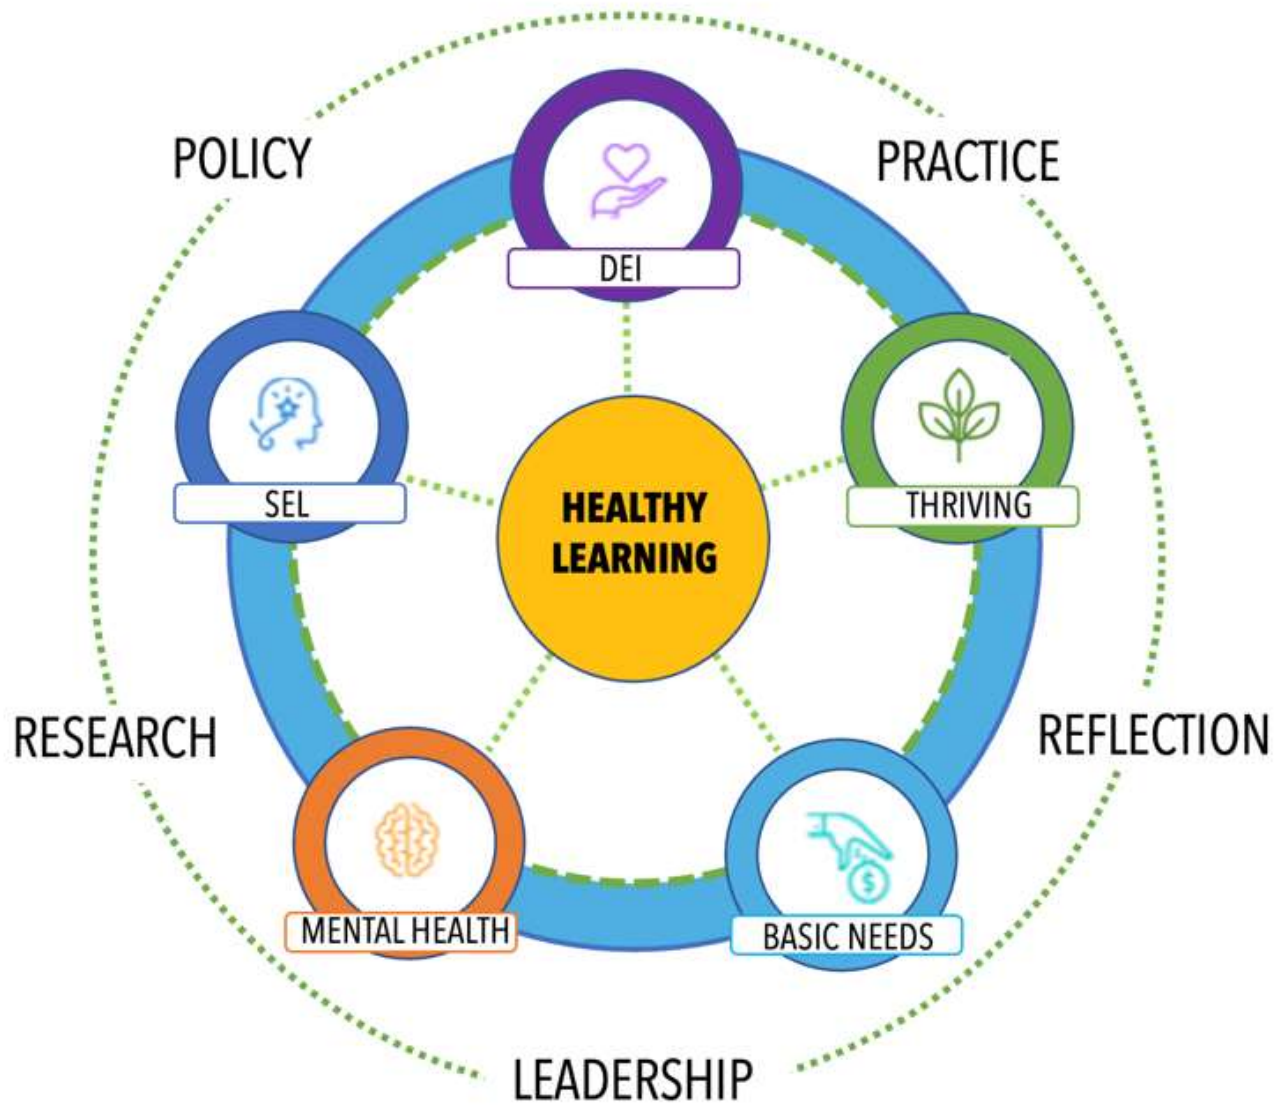 POLICY
PRACTICE
DEI
SEL
THRIVING
HEALTHY
LEARNING
RESEARCH
REFLECTION
$
MENTAL HEALTH
BASIC NEEDS
LEADERSHIP